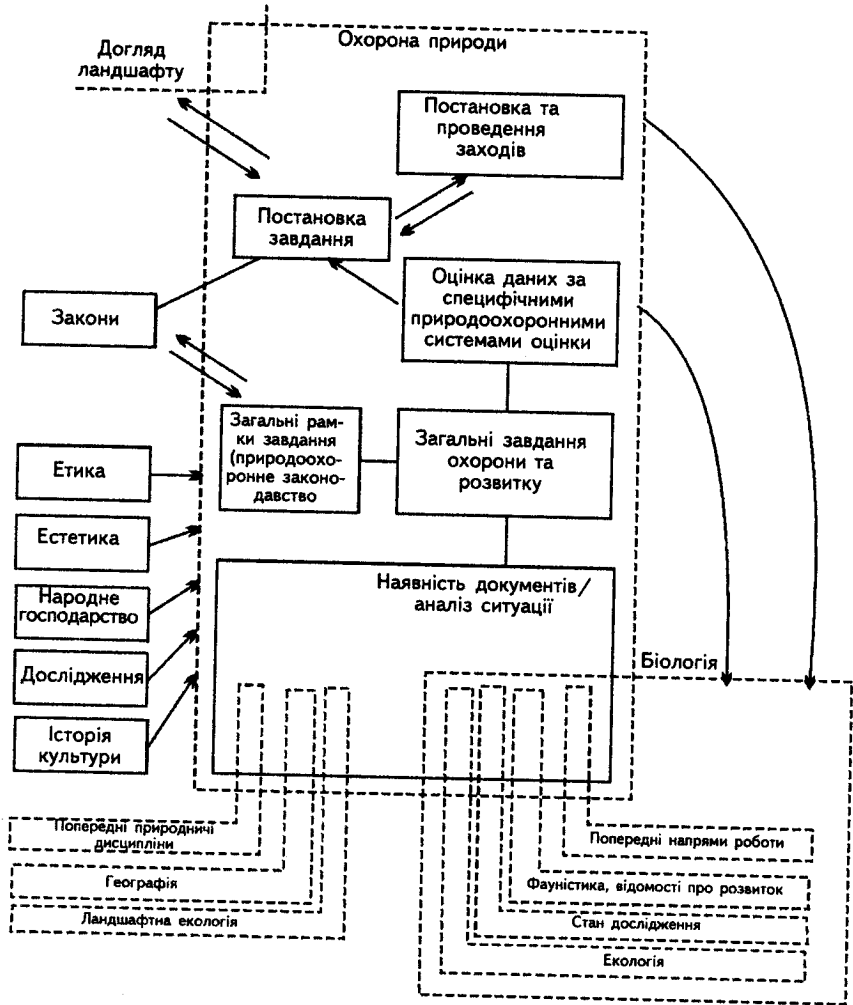 Охорона природи
Догляд
ландшафту
Постановка та
проведення
заходів
Постановка
завдання
Оцінка даних за
специфічними
природоохоронними
системами оцінки
Закони
Загальні рам-
ки завдання
(природоохо-
ронне законо-
давство
Загальні завдання
охорони та
розвитку
Етика
Естетика
Народне
господарство
Дослідження
Історія
культури
Наявність документів/
аналіз ситуації
Біологія
Попередні природничі
дисципліни
Географія
Ландшафтна екологія
Попередні напрями роботи
Фауністика, відомості про розвиток
Стан дослідження
Екологія